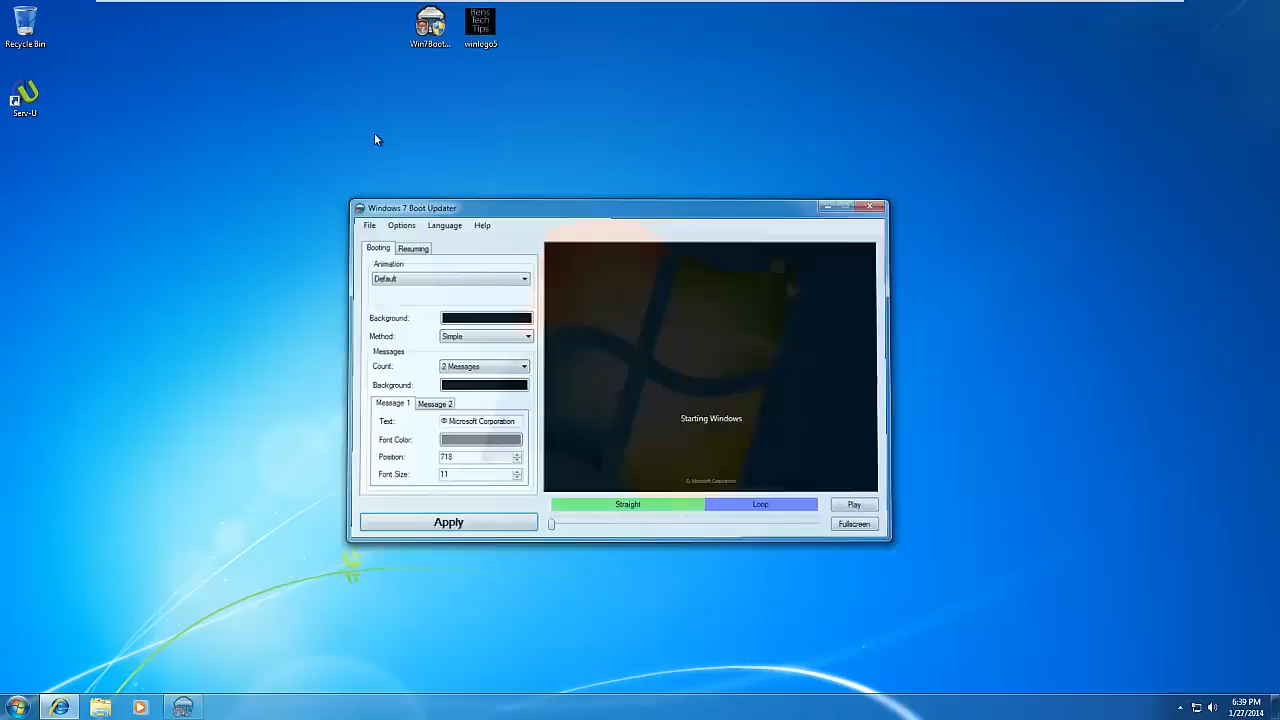 Recycle Bin
Win7Boot...
Bens
Tech
Tips
winlogo5
Serv-U
Windows 7 Boot Updater
File Options Language Help
Booting Resuming
Animation
Default
Background:
Method: Simple
Messages
Count: 2 Messages
Background:
Message 1 Message 2
Text: © Microsoft Corporation
Font Color:
Position: 718
Font Size: 11
Apply
Starting Windows
© Microsoft Corporation
Straight Loop Play
Fullscreen
6:39 PM
1/27/2014